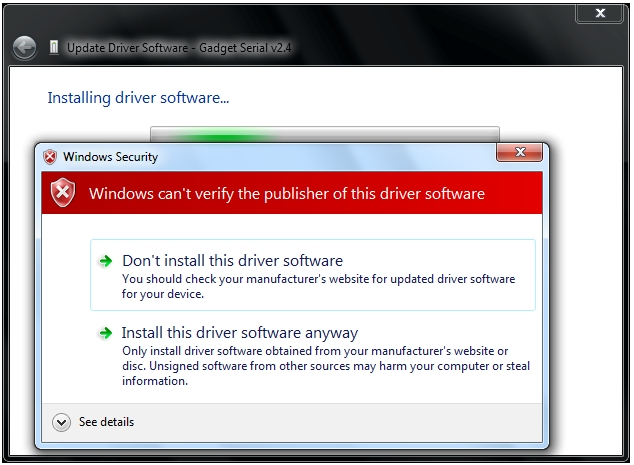 Update Driver Software - Gadget Serial v2.4
Installing driver software...
Windows Security
Windows can't verify the publisher of this driver software
Don't install this driver software
You should check your manufacturer's website for updated driver software
for your device.
Install this driver software anyway
Only install driver software obtained from your manufacturer's website or
disc. Unsigned software from other sources may harm your computer or steal
information.
See details